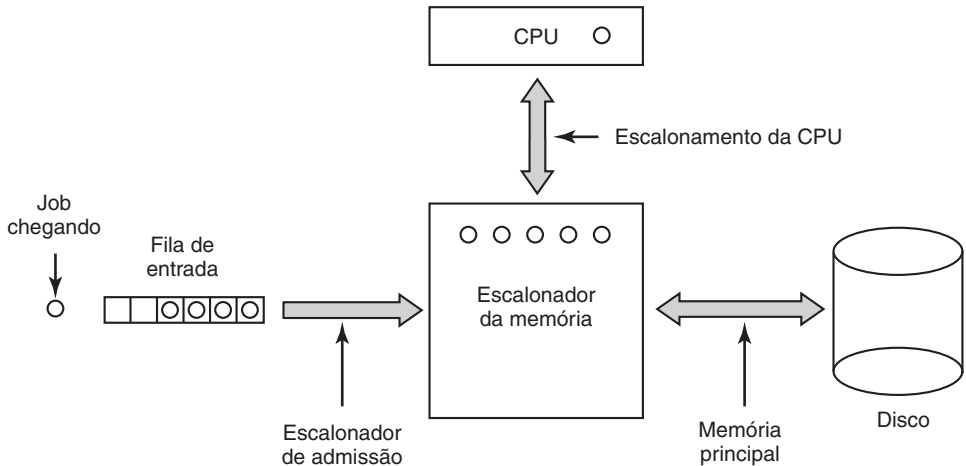 CPU
Escalonamento da CPU
Job
chegando
Fila de
entrada
Escalonador
da memória
Escalonador
de admissão
Memória
principal
Disco